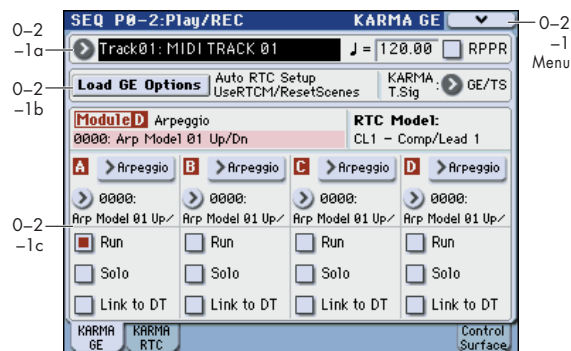 SEQ P0-2:Play/REC KARMA GE
0–2
–1
Menu
0–2
–1a
Track01: MIDI TRACK 01 ♩= 120.00 RPPR
0–2
–1b
Load GE Options Auto RTC Setup
UseRTCM/ResetScenes
KARMA
T.Sig : GE/TS
Module D Arpeggio
0000: Arp Model 01 Up/Dn
RTC Model:
CL1 - Comp/Lead 1
A Arpeggio B Arpeggio C Arpeggio D Arpeggio
0000: 0000: 0000: 0000:
Arp Model 01 Up/ Arp Model 01 Up/ Arp Model 01 Up/ Arp Model 01 Up/
0–2
–1c
Run Run Run Run
Solo Solo Solo Solo
Link to DT Link to DT Link to DT Link to DT
KARMA
GE
KARMA
RTC
Control
Surface